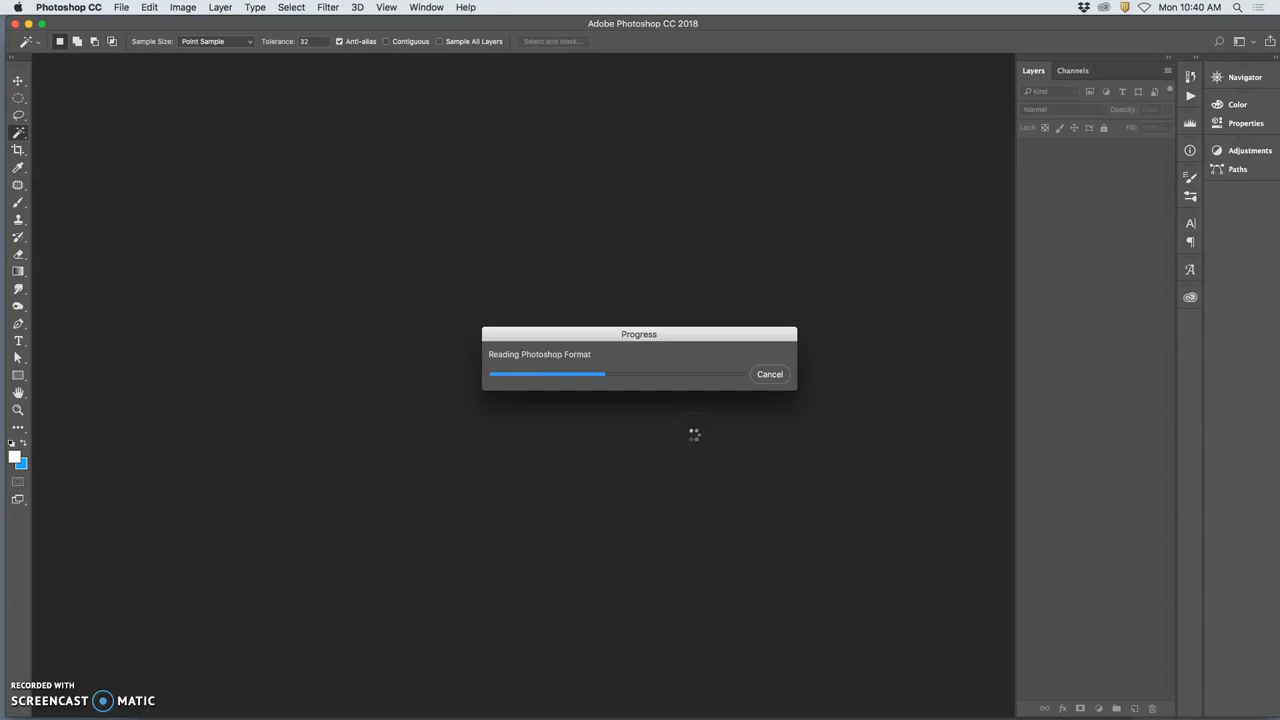 Photoshop CC File Edit Image Layer Type Select Filter 3D View Window Help Mon 10:40 AM
Adobe Photoshop CC 2018
Sample Size: Point Sample Tolerance: 32 Anti-alias Contiguous Sample All Layers Select and Mask...
Layers Channels
Navigator
Kind
Color
Normal Opacity:
Properties
Lock: Fill:
Adjustments
Paths
Progress
Reading Photoshop Format
Cancel
RECORDED WITH
SCREENCAST MATIC